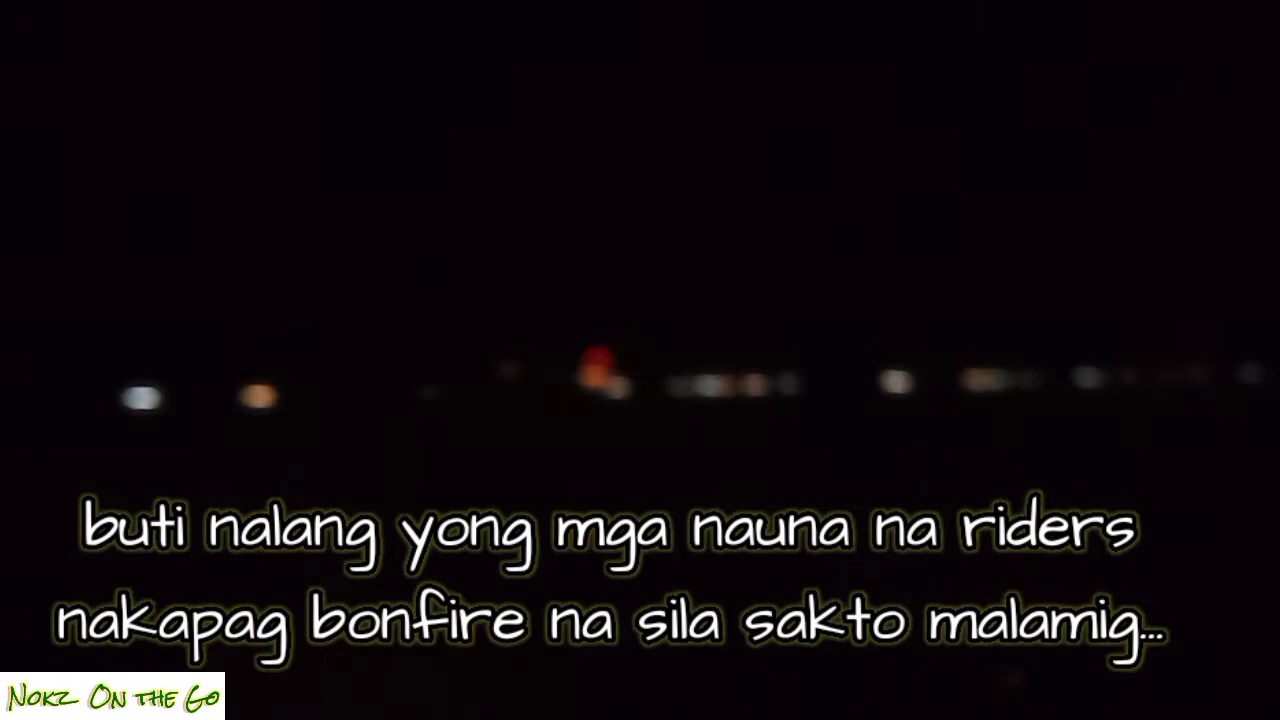 buti nalang yong mga nauna na riders
nakapag bonfire na sila sakto malamig...
Nokz On the Go